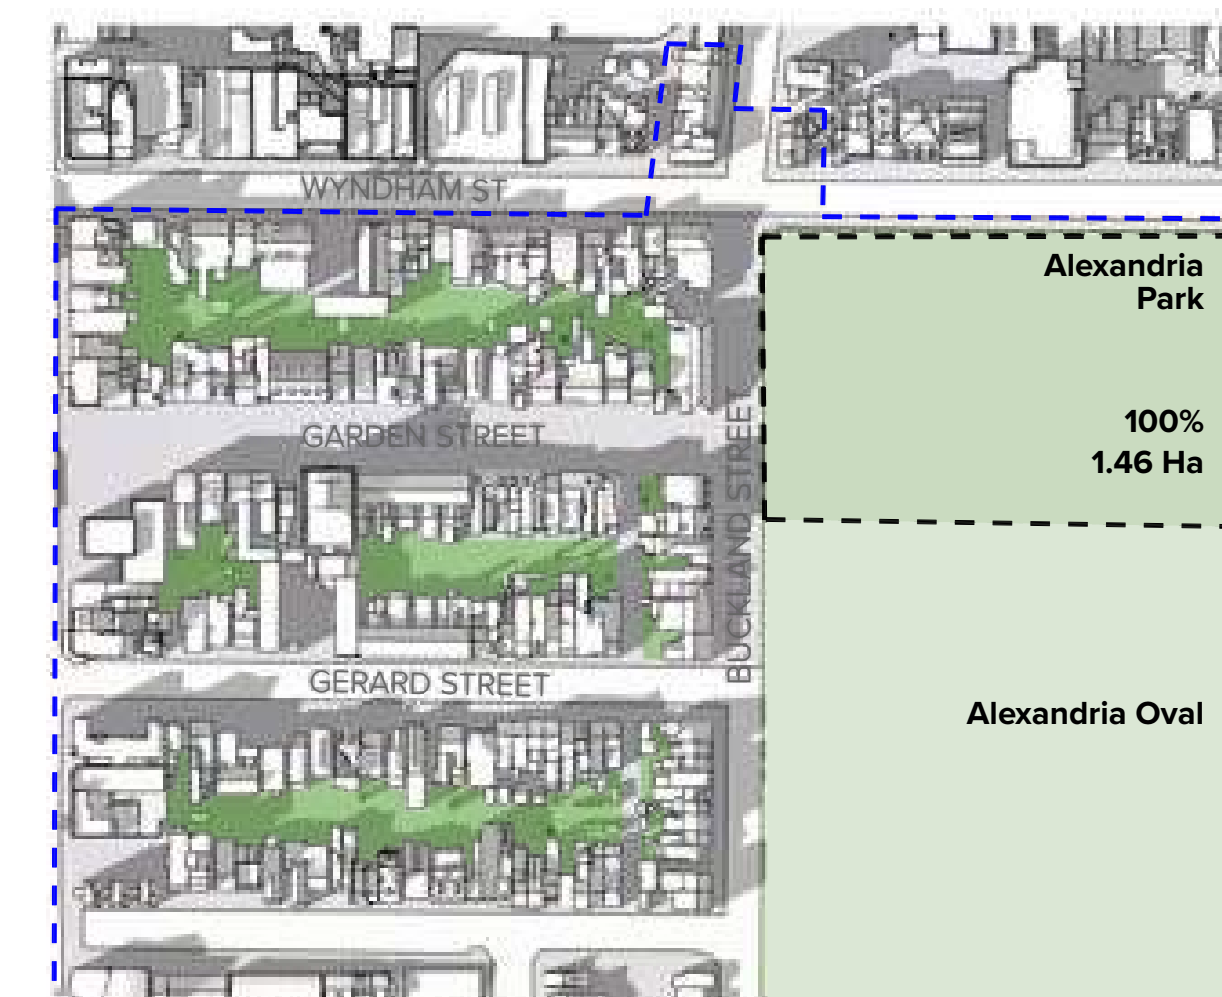 WYNDHAM ST
Alexandria
Park
100%
1.46 Ha
GARDEN STREET
BUCKLAND STREET
GERARD STREET
Alexandria Oval